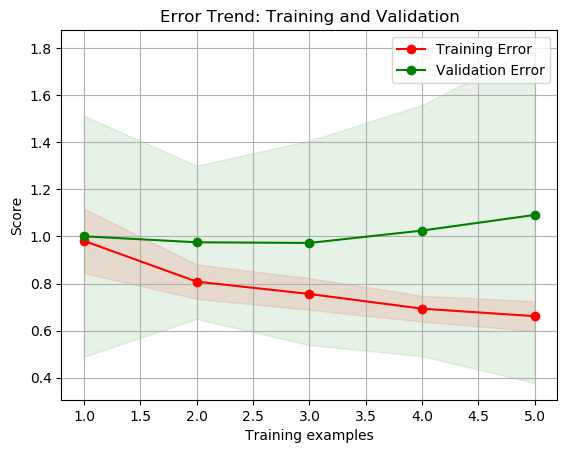 Error Trend: Training and Validation
Training Error
Validation Error
Score
1.8
1.6
1.4
1.2
1.0
0.8
0.6
0.4
1.0 1.5 2.0 2.5 3.0 3.5 4.0 4.5 5.0
Training examples